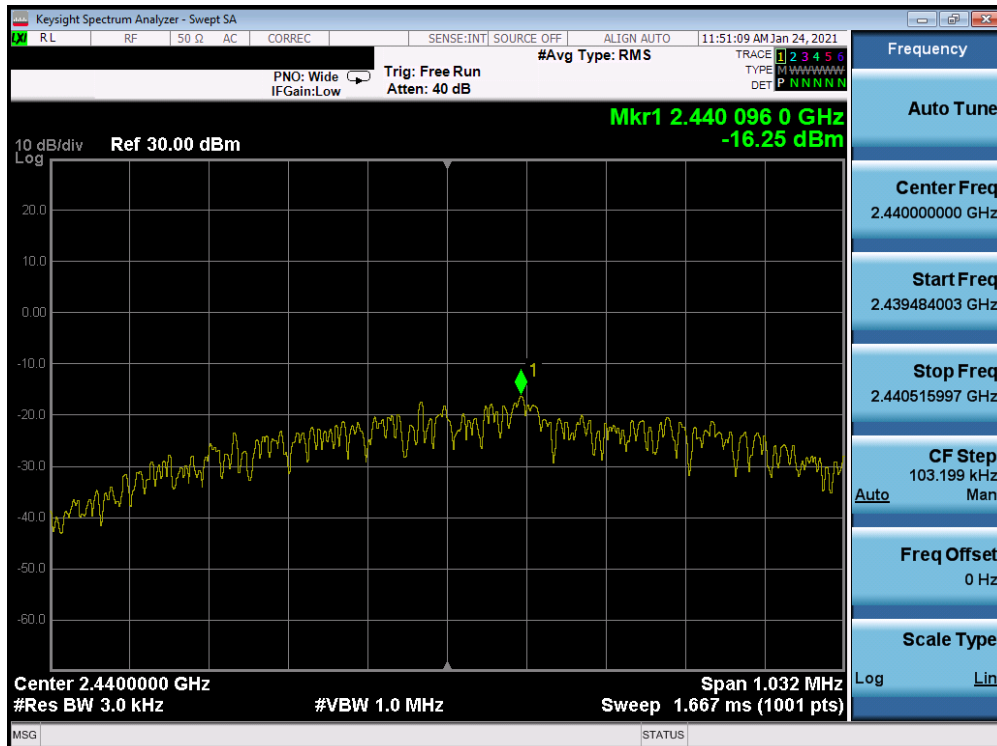 Keysight Spectrum Analyzer - Swept SA
LXI RL RF 50 Ω AC CORREC SENSE:INT SOURCE OFF ALIGN AUTO 11:51:09 AM Jan 24, 2021
#Avg Type: RMS
TRACE 1 2 3 4 5 6
PNO: Wide Trig: Free Run
TYPE M WWWWW
IFGain:Low Atten: 40 dB
DET P N N N N N
Mkr1 2.440 096 0 GHz
-16.25 dBm
10 dB/div Ref 30.00 dBm
Log
20.0
10.0
0.00
-10.0
1
-20.0
-30.0
-40.0
-50.0
-60.0
Center 2.4400000 GHz Span 1.032 MHz
#Res BW 3.0 kHz #VBW 1.0 MHz Sweep 1.667 ms (1001 pts)
MSG STATUS
Frequency
Auto Tune
Center Freq
2.440000000 GHz
Start Freq
2.439484003 GHz
Stop Freq
2.440515997 GHz
CF Step
103.199 kHz
Auto Man
Freq Offset
0 Hz
Scale Type
Log Lin